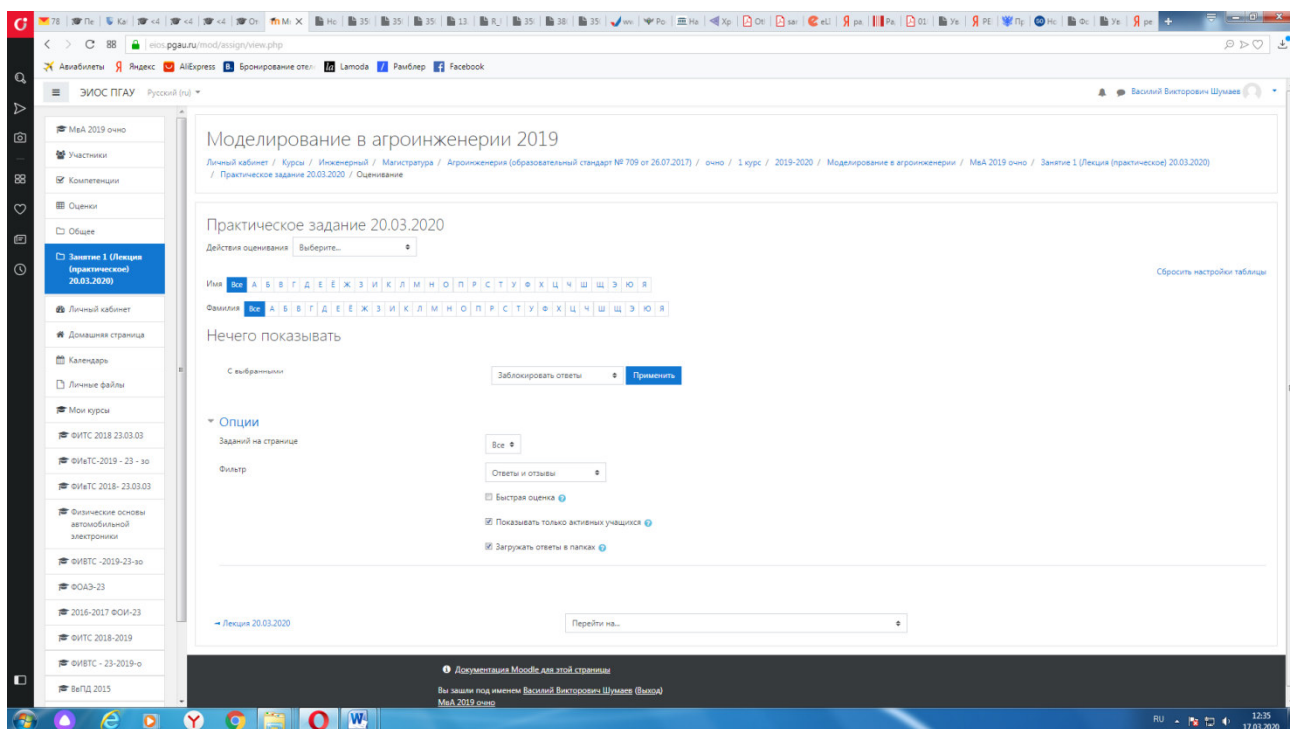 78
eios.pgau.ru/mod/assign/view.php
Авиабилеты Яндекс AliExpress Бронирование отел Lamoda Рамблер Facebook
ЭИОС ПГАУ Русский (ru)
Василий Викторович Шумаев
МвА 2019 очно
Участники
Компетенции
Оценки
Общее
Занятие 1 (Лекция
(практическое)
20.03.2020)
Личный кабинет
Домашняя страница
Календарь
Личные файлы
Мои курсы
ФИТС 2018 23.03.03
ФИвТС-2019 - 23 - зо
ФИвТС 2018- 23.03.03
Физические основы
автомобильной
электроники
ФИВТС -2019-23-зо
ФОАЭ-23
2016-2017 ФОИ-23
ФИТС 2018-2019
ФИВТС - 23-2019-о
ВвПД 2015
Моделирование в агроинженерии 2019
Личный кабинет / Курсы / Инженерный / Магистратура / Агроинженерия (образовательный стандарт № 709 от 26.07.2017) / очно / 1 курс / 2019-2020 / Моделирование в агроинженерии / МвА 2019 очно / Занятие 1 (Лекция (практическое) 20.03.2020)
/ Практическое задание 20.03.2020 / Оценивание
Практическое задание 20.03.2020
Действия оценивания Выберите...
Сбросить настройки таблицы
Имя Все А Б В Г Д Е Ё Ж З И К Л М Н О П Р С Т У Ф Х Ц Ч Ш Щ Э Ю Я
Фамилия Все А Б В Г Д Е Ё Ж З И К Л М Н О П Р С Т У Ф Х Ц Ч Ш Щ Э Ю Я
Нечего показывать
С выбранными Заблокировать ответы Применить
Опции
Заданий на странице Все
Фильтр Ответы и отзывы
Быстрая оценка
Показывать только активных учащихся
Загружать ответы в папках
→ Лекция 20.03.2020 Перейти на...
Документация Moodle для этой страницы
Вы зашли под именем Василий Викторович Шумаев (Выход)
МвА 2019 очно
RU 12:35
17.03.2020